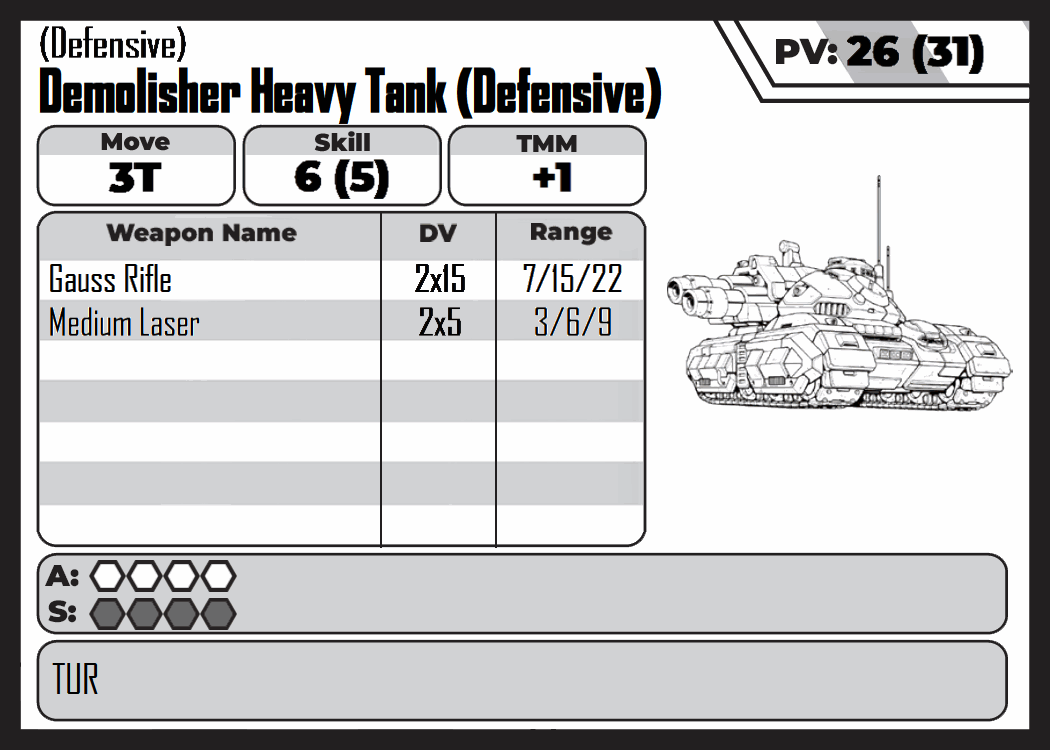 (Defensive)
PV: 26 (31)
Demolisher Heavy Tank (Defensive)
Move Skill TMM
3T 6 (5) +1
Weapon Name DV Range
Gauss Rifle 2x15 7/15/22
Medium Laser 2x5 3/6/9
A:
S:
TUR